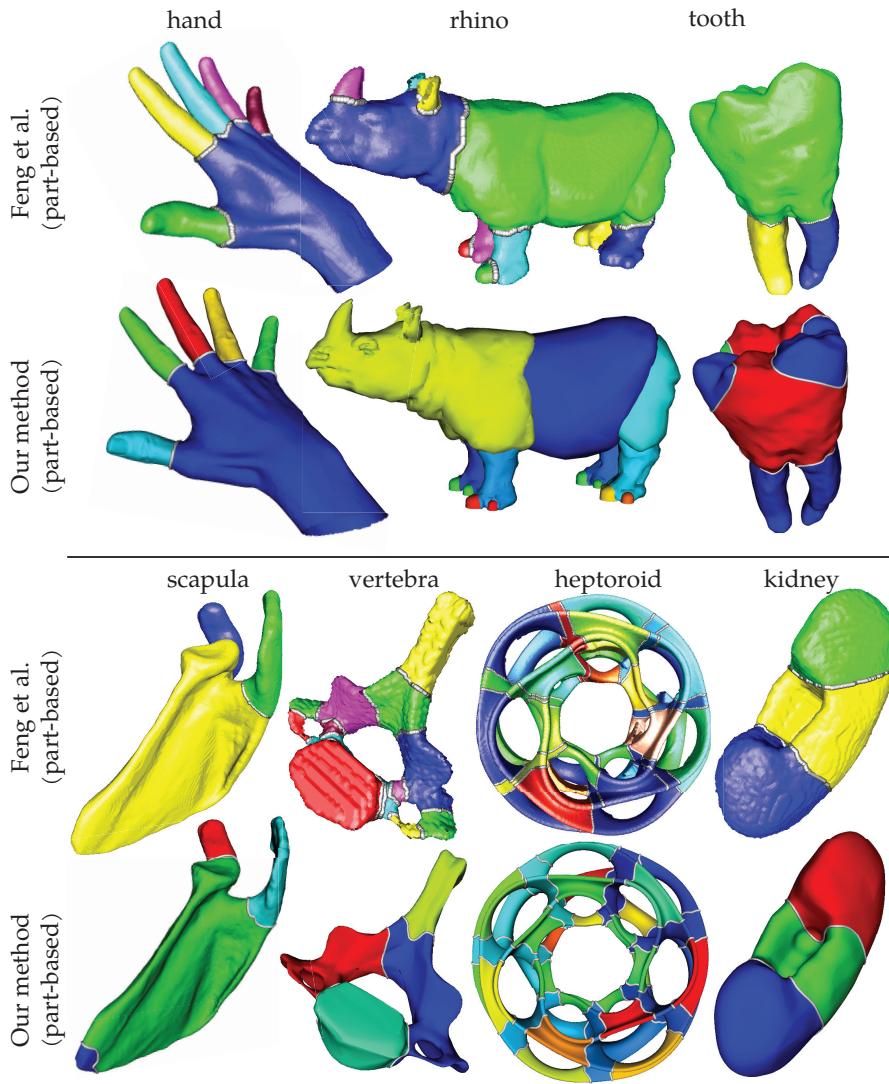 hand rhino tooth
Feng et al.
(part-based)
Our method
(part-based)
scapula vertebra heptoroid kidney
Feng et al.
(part-based)
Our method
(part-based)